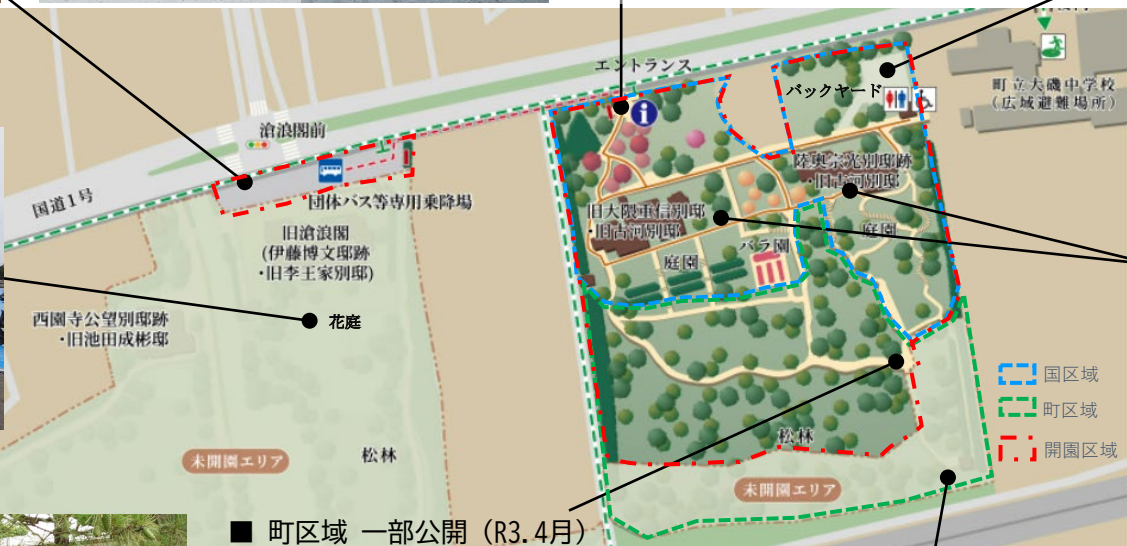 エントランス
バックヤード
町立大磯中学校
(広域避難場所)
滄浪閣前
国道1号
団体バス等専用乗降場
陸奥宗光別邸跡
・旧古河別邸
旧大隈重信別邸
・旧古河別邸
庭園
バラ園
庭園
旧滄浪閣
(伊藤博文邸跡
・旧李王家別邸)
西園寺公望別邸跡
・旧池田成彬邸
花庭
国区域
町区域
開園区域
松林
松林
未開園エリア
未開園エリア
■ 町区域 一部公開（R3.4月）